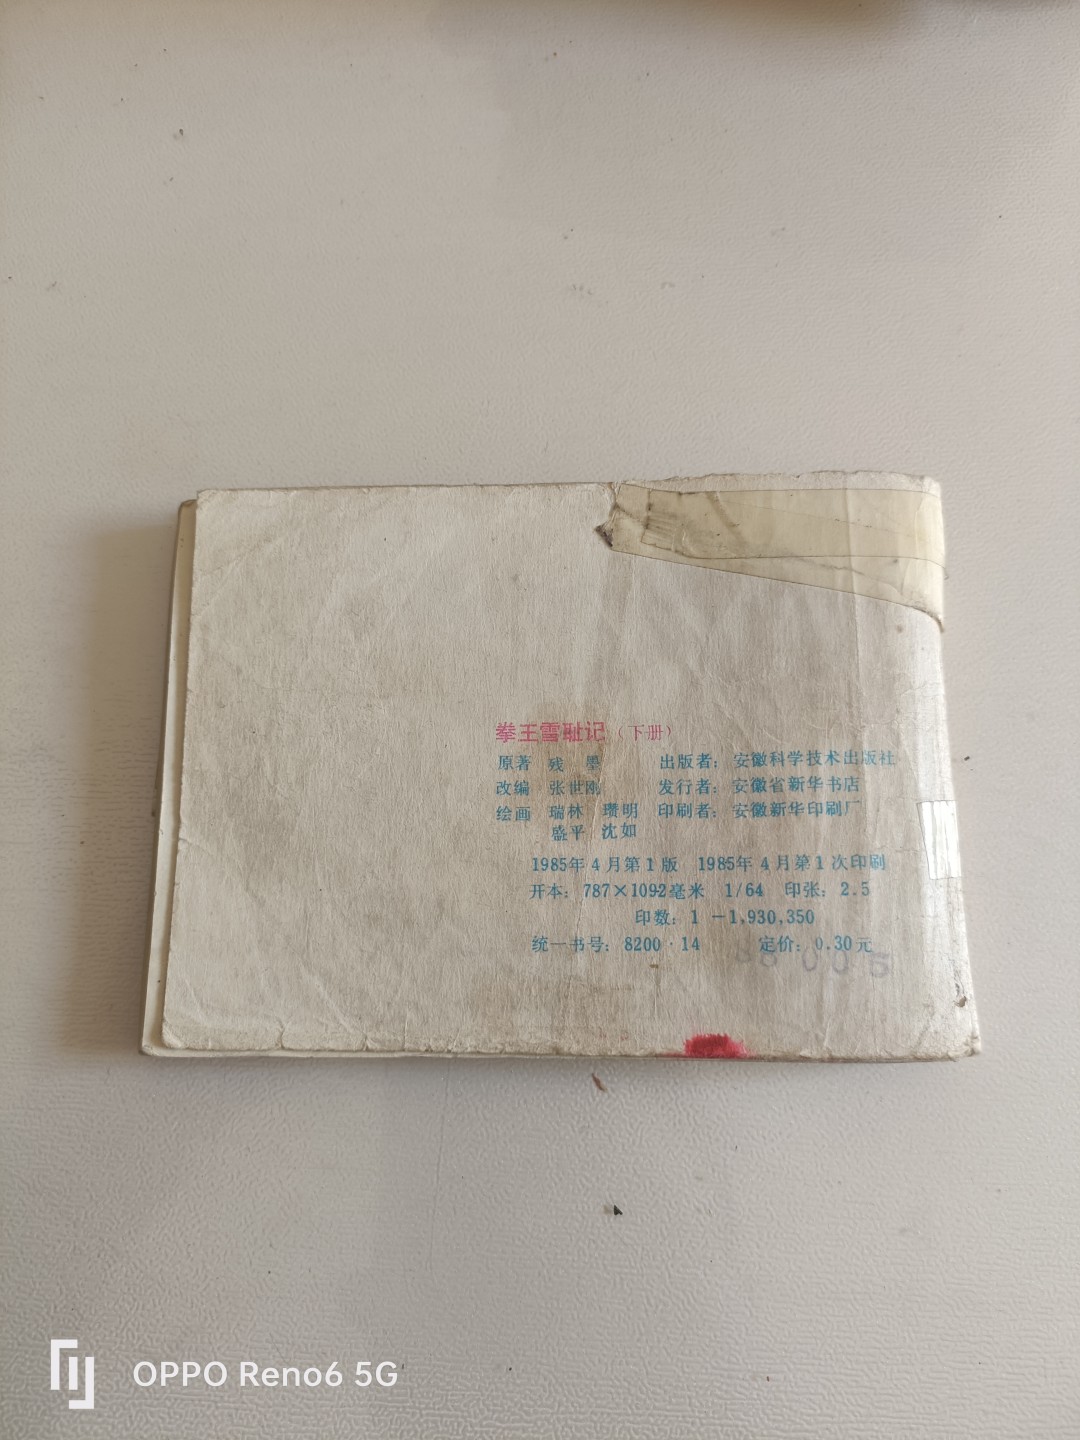 拳王雪耻记（下册）
原著 残 墨 出版者：安徽科学技术出版社
改编 张世刚 发行者：安徽省新华书店
绘画 瑞林 瓒明 印刷者：安徽新华印刷厂
盛平 沈如
1985年4月第1版 1985年4月第1次印刷
开本：787×1092毫米 1/64 印张：2.5
印数：1－1,930,350
统一书号：8200·14 定价：0.30元
OPPO Reno6 5G